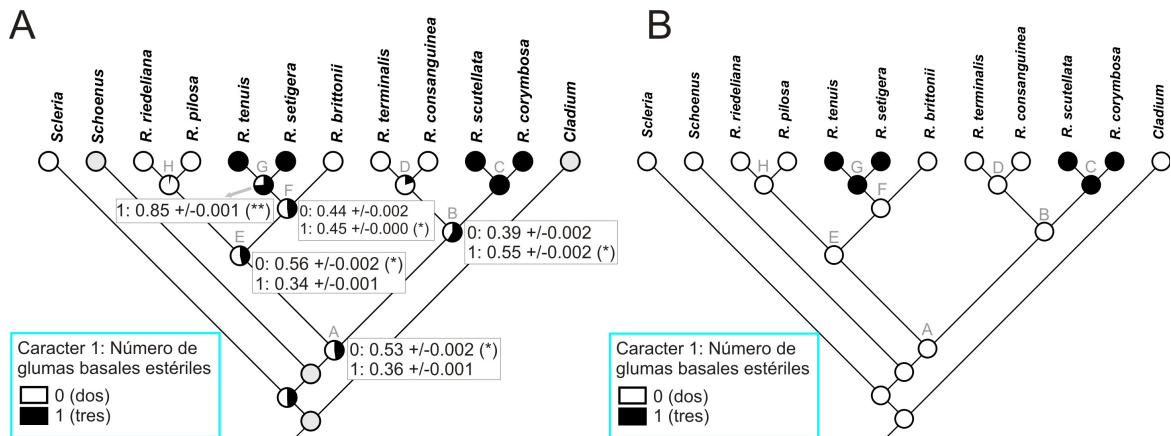 A
Scleria
Schoenus
R. riedeliana
R. pilosa
R. tenuis
R. setigera
R. brittonii
R. terminalis
R. consanguinea
R. scutellata
R. corymbosa
Cladium
H
G
D
C
F
1: 0.85 +/-0.001 (**)
0: 0.44 +/-0.002
1: 0.45 +/-0.000 (*)
B
0: 0.39 +/-0.002
1: 0.55 +/-0.002 (*)
E
0: 0.56 +/-0.002 (*)
1: 0.34 +/-0.001
A
0: 0.53 +/-0.002 (*)
1: 0.36 +/-0.001
Caracter 1: Número de
glumas basales estériles
0 (dos)
1 (tres)
B
Scleria
Schoenus
R. riedeliana
R. pilosa
R. tenuis
R. setigera
R. brittonii
R. terminalis
R. consanguinea
R. scutellata
R. corymbosa
Cladium
H
G
D
C
F
B
E
A
Caracter 1: Número de
glumas basales estériles
0 (dos)
1 (tres)